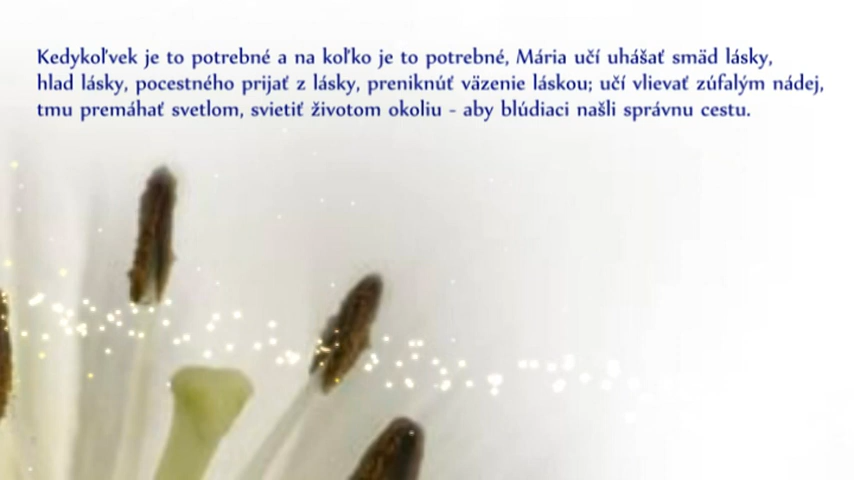 Kedykoľvek je to potrebné a na koľko je to potrebné, Mária učí uhášať smäd lásky,
hlad lásky, pocestného prijať z lásky, preniknúť väzenie láskou; učí vlievať zúfalým nádej,
tmu premáhať svetlom, svietiť životom okoliu - aby blúdiaci našli správnu cestu.